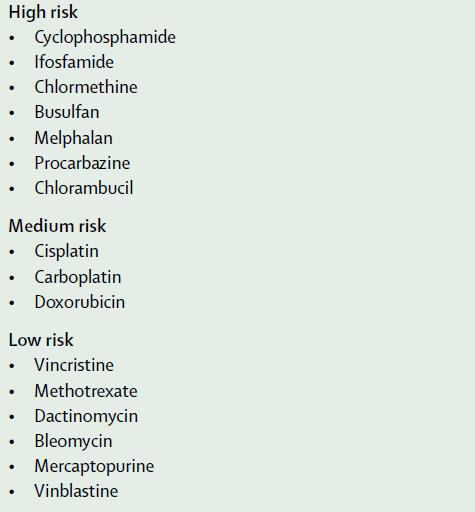 High risk
• Cyclophosphamide
• Ifosfamide
• Chlormethine
• Busulfan
• Melphalan
• Procarbazine
• Chlorambucil
Medium risk
• Cisplatin
• Carboplatin
• Doxorubicin
Low risk
• Vincristine
• Methotrexate
• Dactinomycin
• Bleomycin
• Mercaptopurine
• Vinblastine